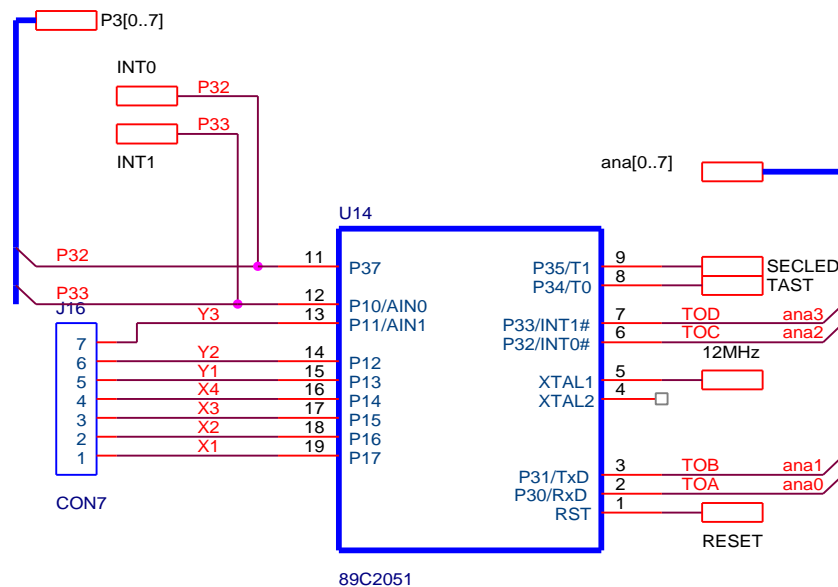 P3[0..7]
INT0
P32
P33
INT1
ana[0..7]
U14
P32
11
P37
P35/T1
9
SECLED
P34/T0
8
TAST
P33
12
P10/AIN0
J16
Y3
13
P11/AIN1
P33/INT1#
7
TOD
ana3
P32/INT0#
6
TOC
ana2
12MHz
7
6
Y2
14
P12
5
Y1
15
P13
XTAL1
5
4
X4
16
P14
XTAL2
4
3
X3
17
P15
2
X2
18
P16
1
X1
19
P17
P31/TxD
3
TOB
ana1
P30/RxD
2
TOA
ana0
RST
1
CON7
RESET
89C2051